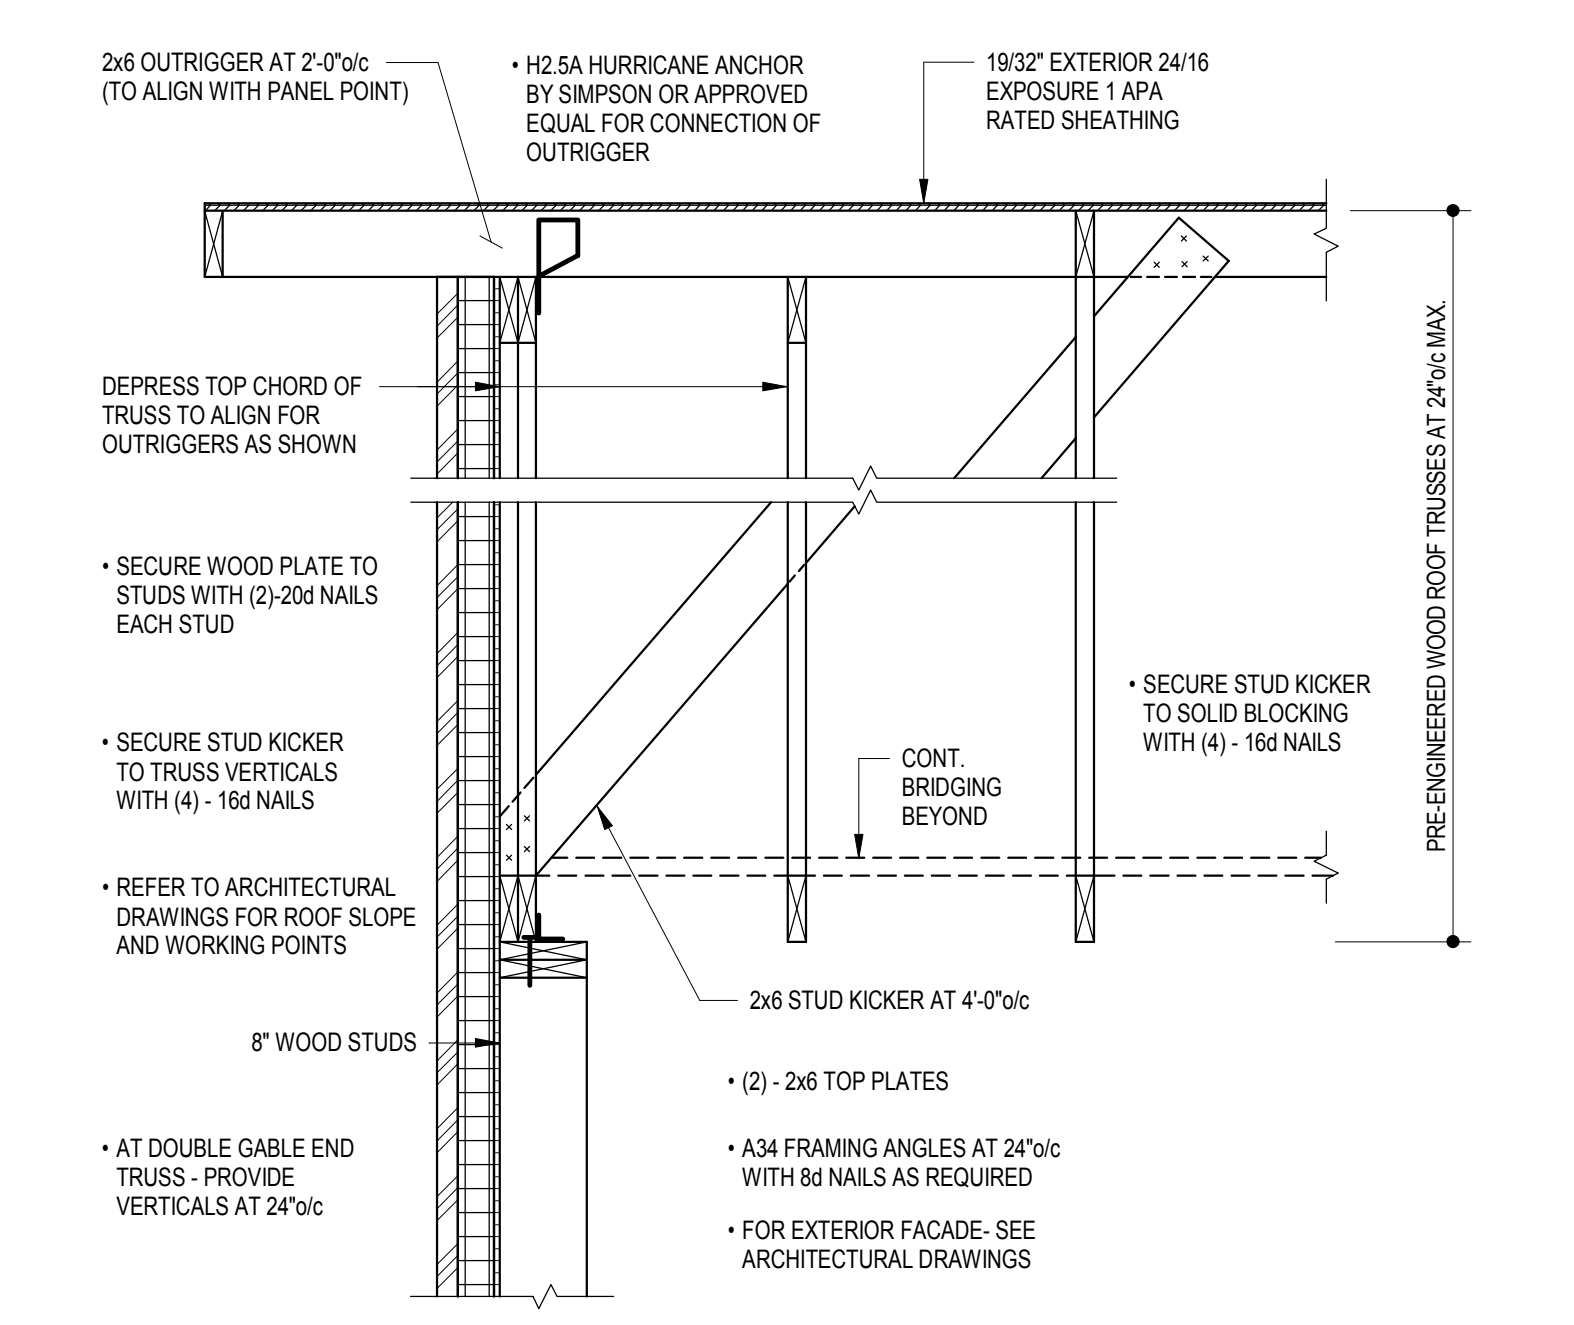 2x6 OUTRIGGER AT 2'-0"o/c
(TO ALIGN WITH PANEL POINT)
• H2.5A HURRICANE ANCHOR
BY SIMPSON OR APPROVED
EQUAL FOR CONNECTION OF
OUTRIGGER
19/32" EXTERIOR 24/16
EXPOSURE 1 APA
RATED SHEATHING
DEPRESS TOP CHORD OF
TRUSS TO ALIGN FOR
OUTRIGGERS AS SHOWN
PRE-ENGINEERED WOOD ROOF TRUSSES AT 24"o/c MAX.
• SECURE WOOD PLATE TO
STUDS WITH (2)-20d NAILS
EACH STUD
• SECURE STUD KICKER
TO SOLID BLOCKING
WITH (4) - 16d NAILS
• SECURE STUD KICKER
TO TRUSS VERTICALS
WITH (4) - 16d NAILS
CONT.
BRIDGING
BEYOND
• REFER TO ARCHITECTURAL
DRAWINGS FOR ROOF SLOPE
AND WORKING POINTS
2x6 STUD KICKER AT 4'-0"o/c
8" WOOD STUDS
• (2) - 2x6 TOP PLATES
• AT DOUBLE GABLE END
TRUSS - PROVIDE
VERTICALS AT 24"o/c
• A34 FRAMING ANGLES AT 24"o/c
WITH 8d NAILS AS REQUIRED
• FOR EXTERIOR FACADE- SEE
ARCHITECTURAL DRAWINGS